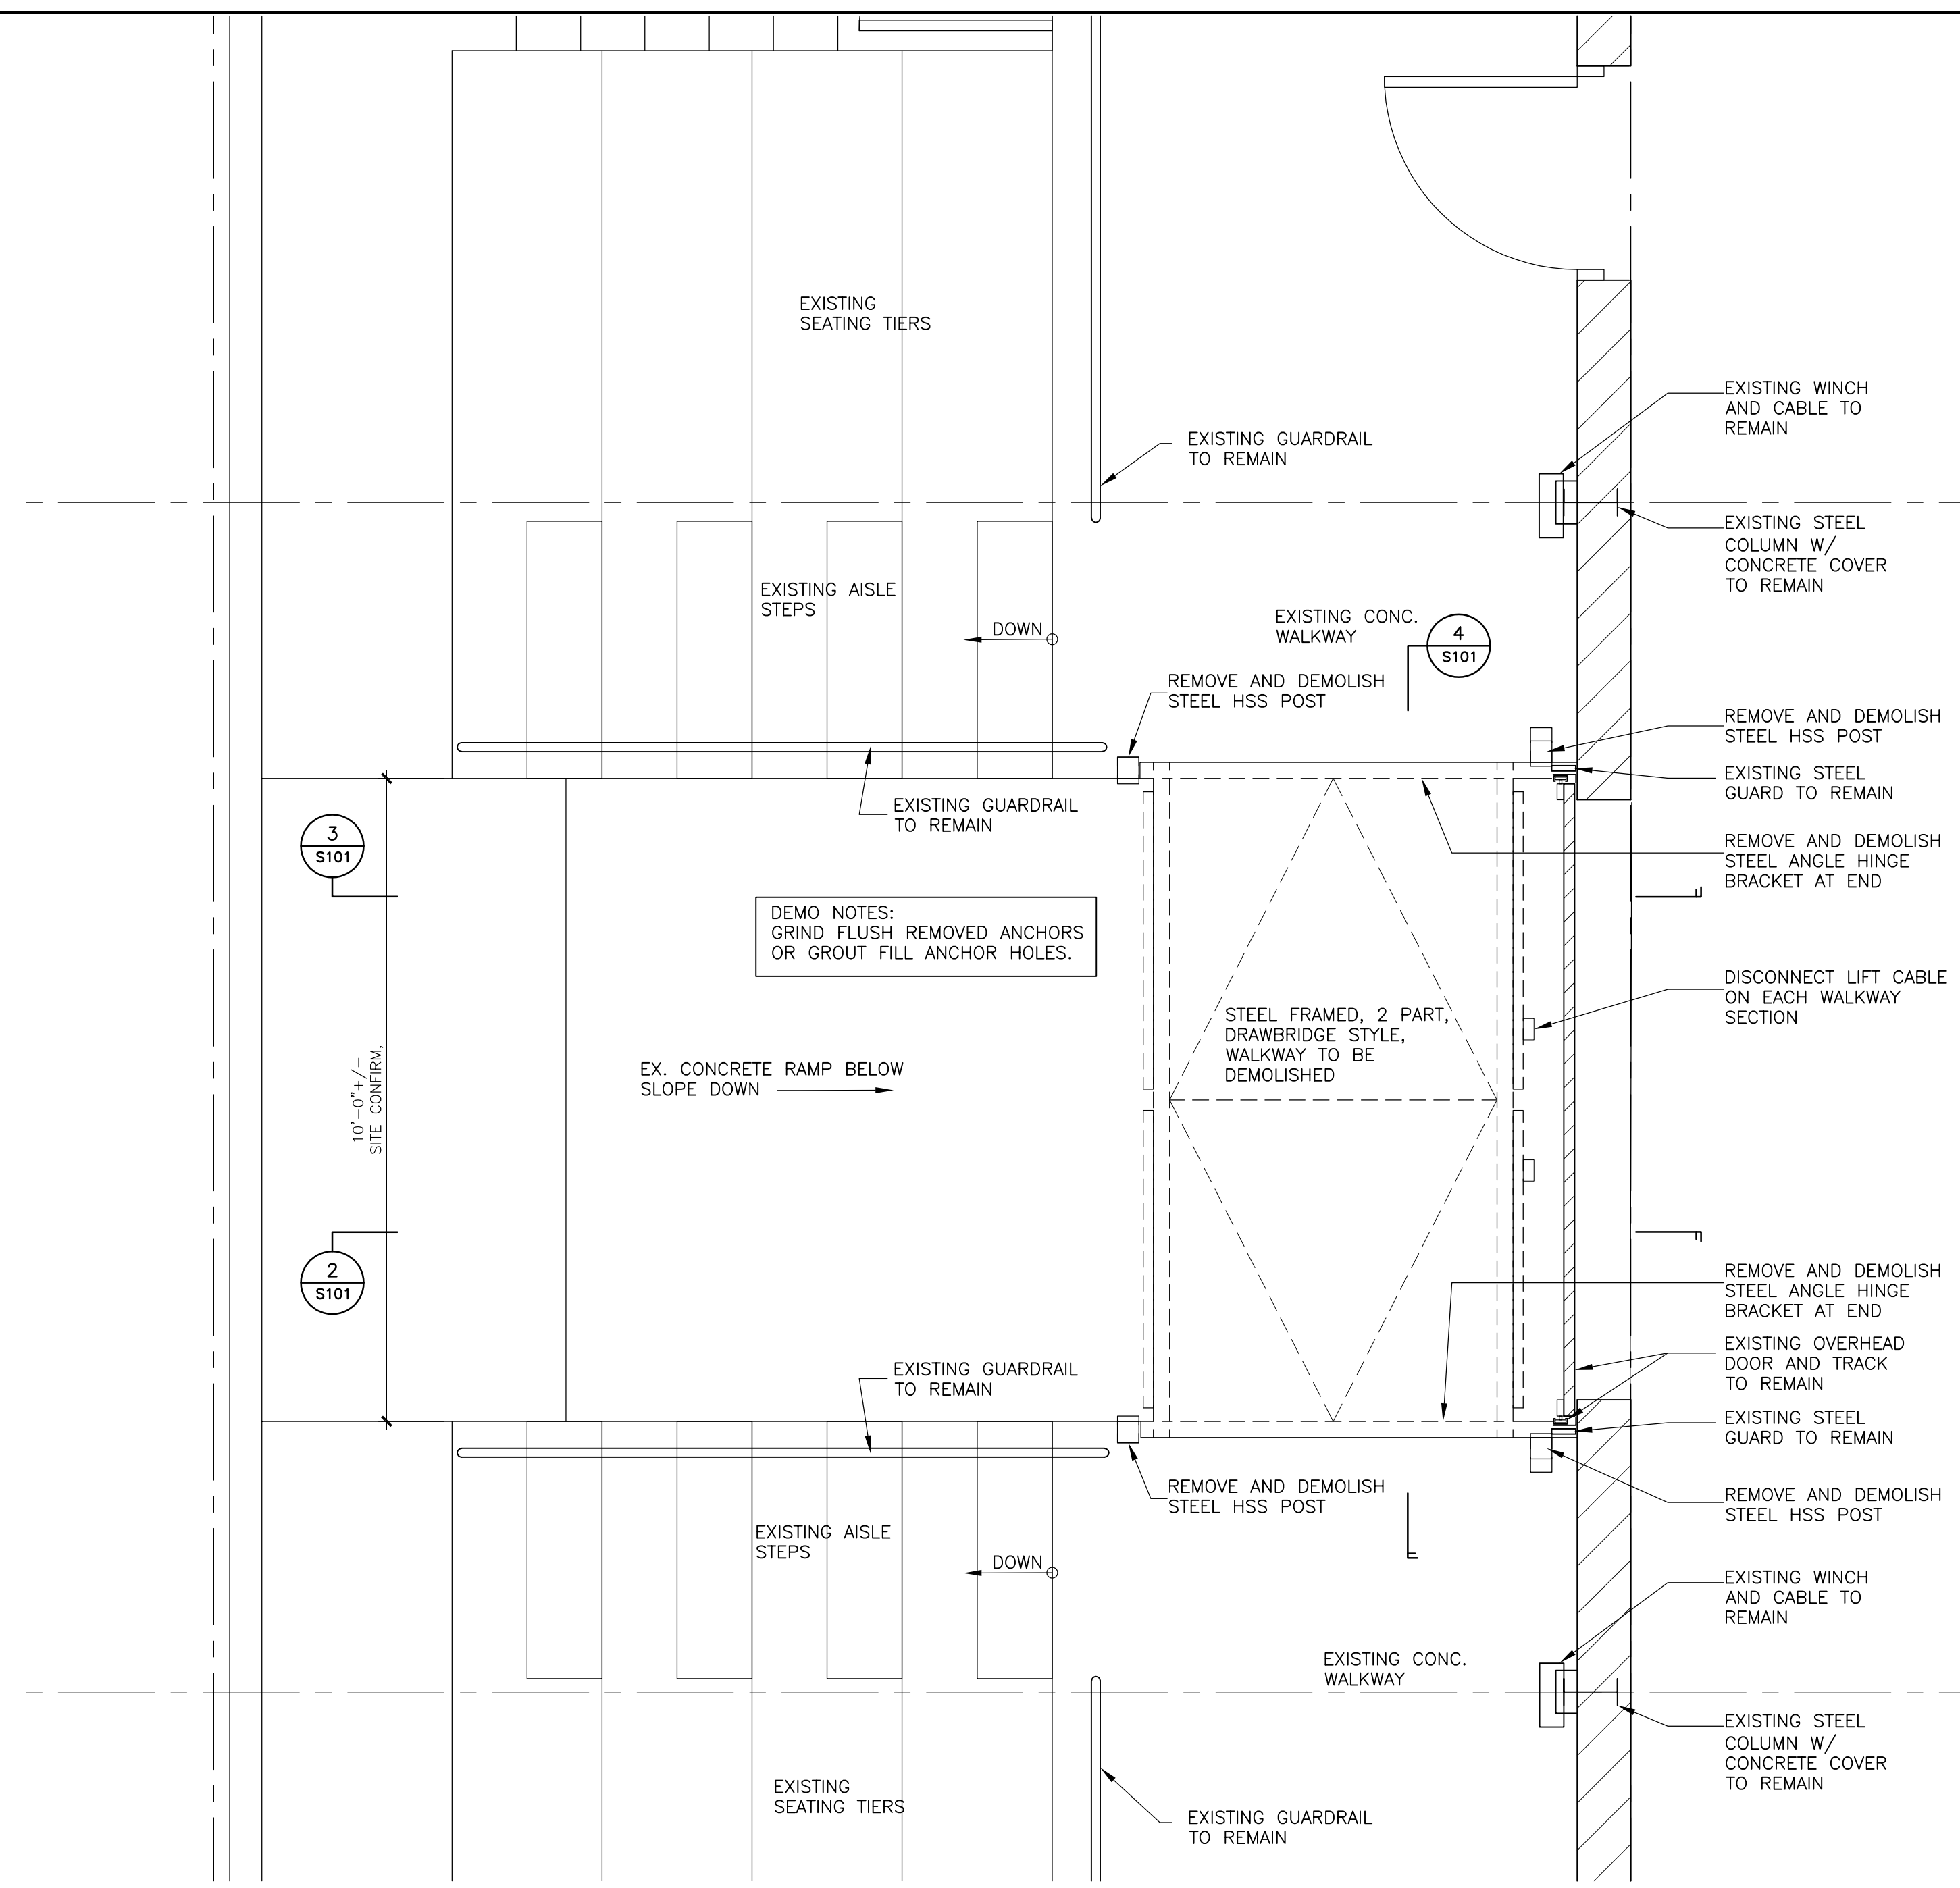 EXISTING
SEATING TIERS
EXISTING WINCH
AND CABLE TO
REMAIN
EXISTING GUARDRAIL
TO REMAIN
EXISTING STEEL
COLUMN W/
CONCRETE COVER
TO REMAIN
EXISTING AISLE
STEPS
DOWN
EXISTING CONC.
WALKWAY
4
S101
REMOVE AND DEMOLISH
STEEL HSS POST
REMOVE AND DEMOLISH
STEEL HSS POST
EXISTING STEEL
GUARD TO REMAIN
EXISTING GUARDRAIL
TO REMAIN
3
S101
REMOVE AND DEMOLISH
STEEL ANGLE HINGE
BRACKET AT END
DEMO NOTES:
GRIND FLUSH REMOVED ANCHORS
OR GROUT FILL ANCHOR HOLES.
DISCONNECT LIFT CABLE
ON EACH WALKWAY
SECTION
STEEL FRAMED, 2 PART,
DRAWBRIDGE STYLE,
WALKWAY TO BE
DEMOLISHED
EX. CONCRETE RAMP BELOW
SLOPE DOWN
10'-0"+/-
SITE CONFIRM,
2
S101
REMOVE AND DEMOLISH
STEEL ANGLE HINGE
BRACKET AT END
EXISTING OVERHEAD
DOOR AND TRACK
TO REMAIN
EXISTING GUARDRAIL
TO REMAIN
EXISTING STEEL
GUARD TO REMAIN
REMOVE AND DEMOLISH
STEEL HSS POST
REMOVE AND DEMOLISH
STEEL HSS POST
EXISTING AISLE
STEPS
DOWN
EXISTING WINCH
AND CABLE TO
REMAIN
EXISTING CONC.
WALKWAY
EXISTING STEEL
COLUMN W/
CONCRETE COVER
TO REMAIN
EXISTING
SEATING TIERS
EXISTING GUARDRAIL
TO REMAIN